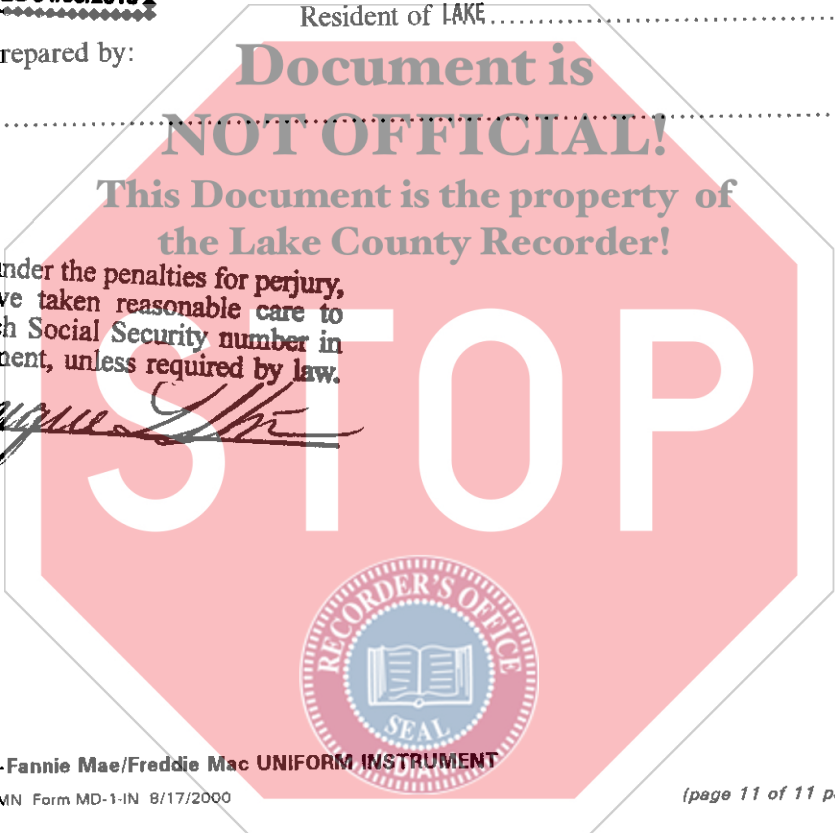 Resident of LAKE
repared by:
Document is
NOT OFFICIAL!
This Document is the property of
the Lake County Recorder!
nder the penalties for perjury,
ve taken reasonable care to
ch Social Security number in
ment, unless required by law.
STOP
RECORDER'S OFFICE
SEAL
INDIANA
-Fannie Mae/Freddie Mac UNIFORM INSTRUMENT
MN Form MD-1-IN 8/17/2000
(page 11 of 11 p